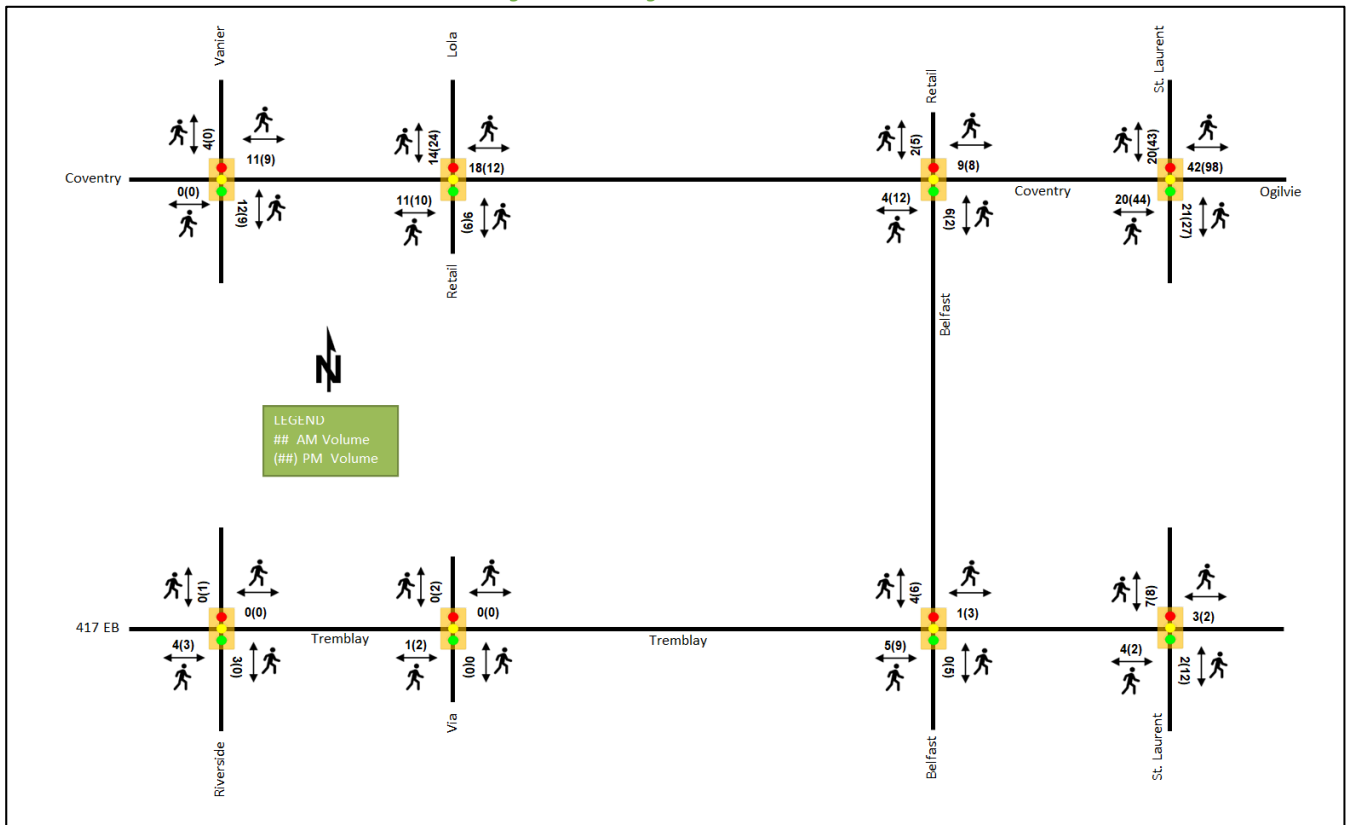 Vanier
Lola
Retail
St. Laurent
4(0)
11(9)
14(24)
18(12)
2(5)
9(8)
20(43)
42(98)
Coventry
Coventry
Ogilvie
0(0)
12(9)
11(10)
9(9)
4(12)
6(2)
20(44)
21(27)
Retail
Belfast
N
LEGEND
## AM Volume
(##) PM Volume
0(1)
0(0)
0(2)
0(0)
4(6)
1(3)
7(8)
3(2)
417 EB
Tremblay
Tremblay
4(3)
3(0)
1(2)
0(0)
5(9)
0(5)
4(2)
2(12)
Riverside
Via
Belfast
St. Laurent